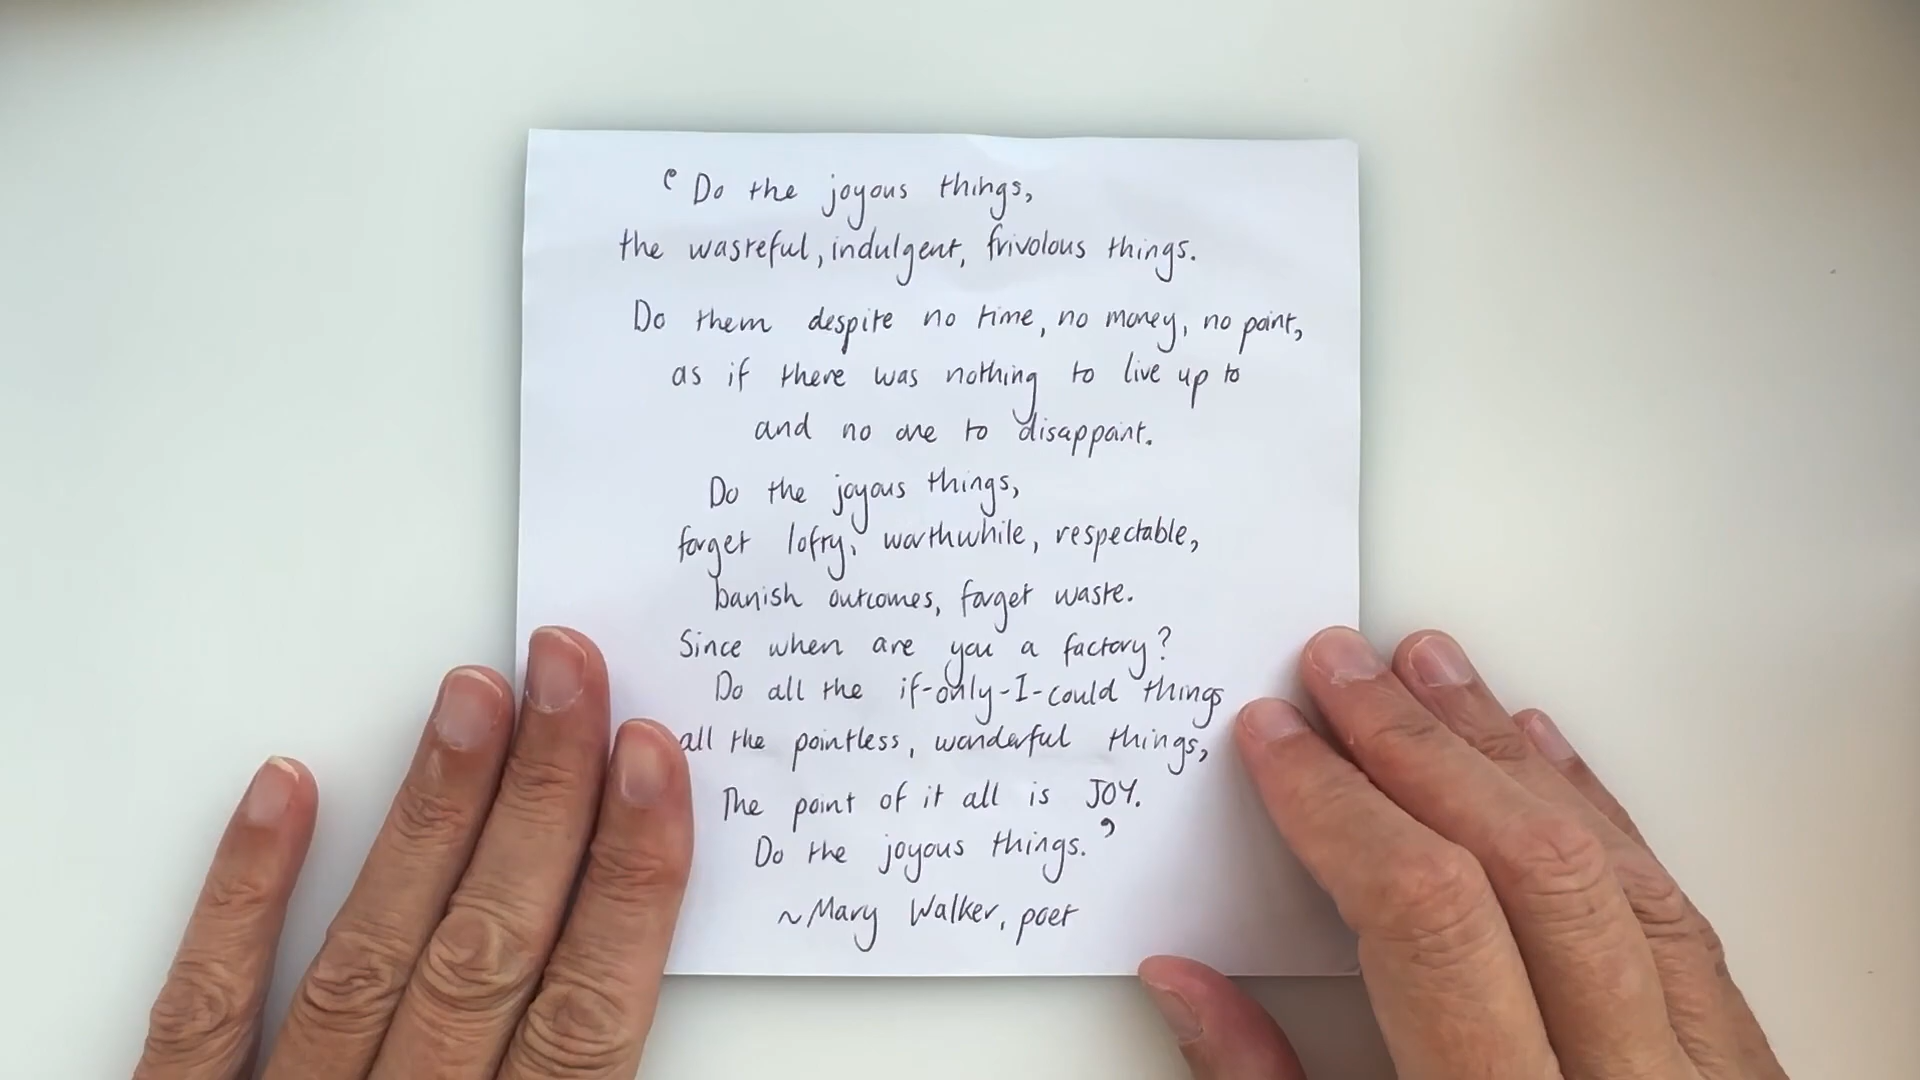 ‘Do the joyous things,
the wasteful, indulgent, frivolous things.
Do them despite no time, no money, no point,
as if there was nothing to live up to
and no one to disappoint.
Do the joyous things,
forget lofty, worthwhile, respectable,
banish outcomes, forget waste.
Since when are you a factory?
Do all the if-only-I-could things
all the pointless, wonderful things,
The point of it all is JOY.
Do the joyous things.’
~Mary Walker, poet